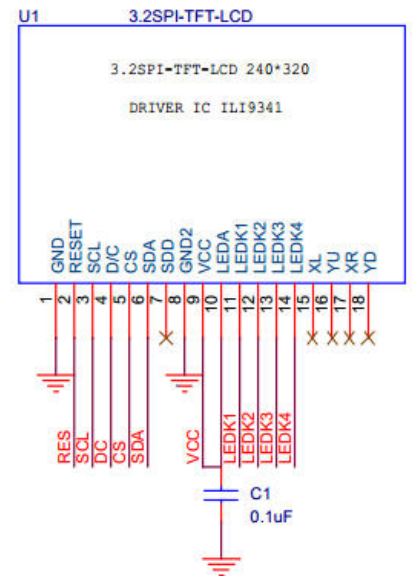 U1 3.2SPI-TFT-LCD
3.2SPI-TFT-LCD 240*320
DRIVER IC ILI9341
GND
RESET
SCL
D/C
CS
SDA
SDD
GND2
VCC
LEDA
LEDK1
LEDK2
LEDK3
LEDK4
XL
YU
XR
YD
1
2
3
4
5
6
7
8
9
10
11
12
13
14
15
16
17
18
RES
SCL
DC
CS
SDA
VCC
LEDK1
LEDK2
LEDK3
LEDK4
C1
0.1uF